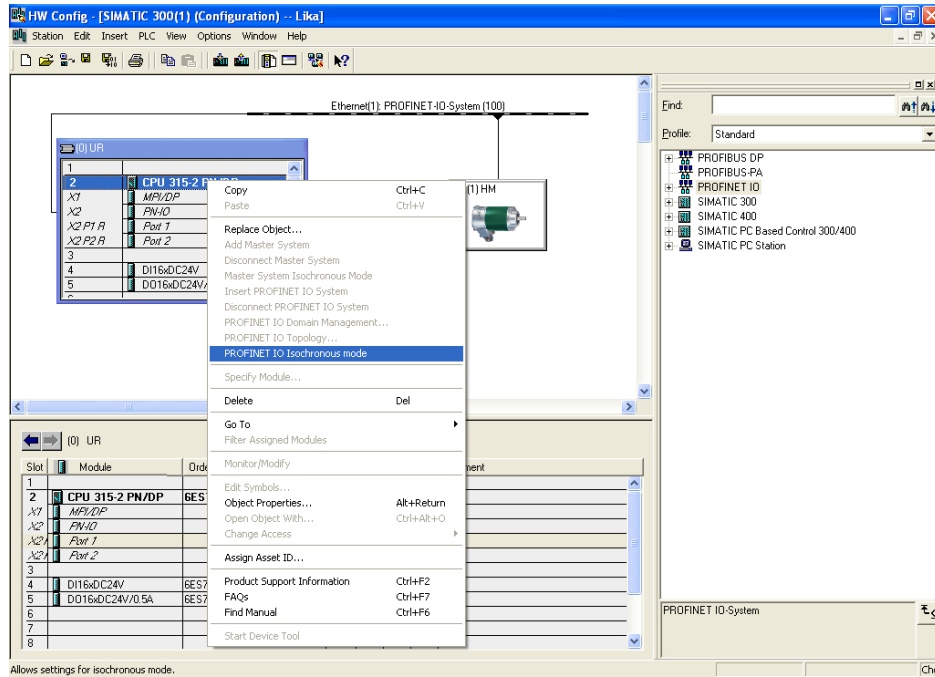 HW Config - [SIMATIC 300(1) (Configuration) -- Lika]
Station Edit Insert PLC View Options Window Help
Ethernet(1): PROFINET-IO-System (100)
(0) UR
1
2 CPU 315-2 PN/DP
X1 MPI/DP
X2 PN-IO
X2 P1 R Port 1
X2 P2 R Port 2
3
4 DI16xDC24V
5 DO16xDC24V/
(1) HM
Copy Ctrl+C
Paste Ctrl+V
Replace Object...
Add Master System
Disconnect Master System
Master System Isochronous Mode
Insert PROFINET IO System
Disconnect PROFINET IO System
PROFINET IO Domain Management...
PROFINET IO Topology...
PROFINET IO Isochronous mode
Specify Module...
Delete Del
Go To
Filter Assigned Modules
Monitor/Modify
Edit Symbols...
Object Properties... Alt+Return
Open Object With... Ctrl+Alt+O
Change Access
Assign Asset ID...
Product Support Information Ctrl+F2
FAQs Ctrl+F7
Find Manual Ctrl+F6
Start Device Tool
Find:
Profile: Standard
PROFIBUS DP
PROFIBUS-PA
PROFINET IO
SIMATIC 300
SIMATIC 400
SIMATIC PC Based Control 300/400
SIMATIC PC Station
(0) UR
Slot Module Orde ment
1
2 CPU 315-2 PN/DP 6ES7
X1 MPI/DP
X2 PN-IO
X2 Port 1
X2 Port 2
3
4 DI16xDC24V 6ES7
5 DO16xDC24V/0.5A 6ES7
6
7
8
PROFINET IO-System
Allows settings for isochronous mode.
Ch